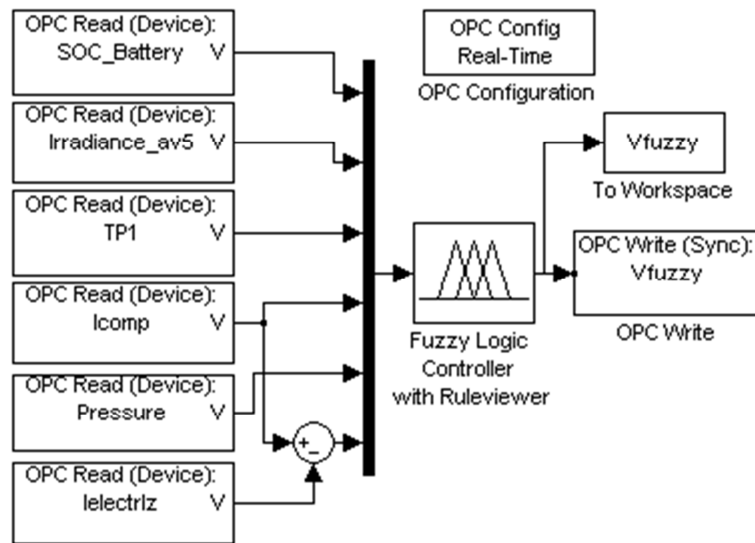 OPC Read (Device):
SOC_Battery V
OPC Read (Device):
Irradiance_av5 V
OPC Read (Device):
TP1 V
OPC Read (Device):
Icomp V
OPC Read (Device):
Pressure V
OPC Read (Device):
Ielectrlz V
+
−
OPC Config
Real-Time
OPC Configuration
Fuzzy Logic
Controller
with Ruleviewer
Vfuzzy
To Workspace
OPC Write (Sync):
Vfuzzy
OPC Write